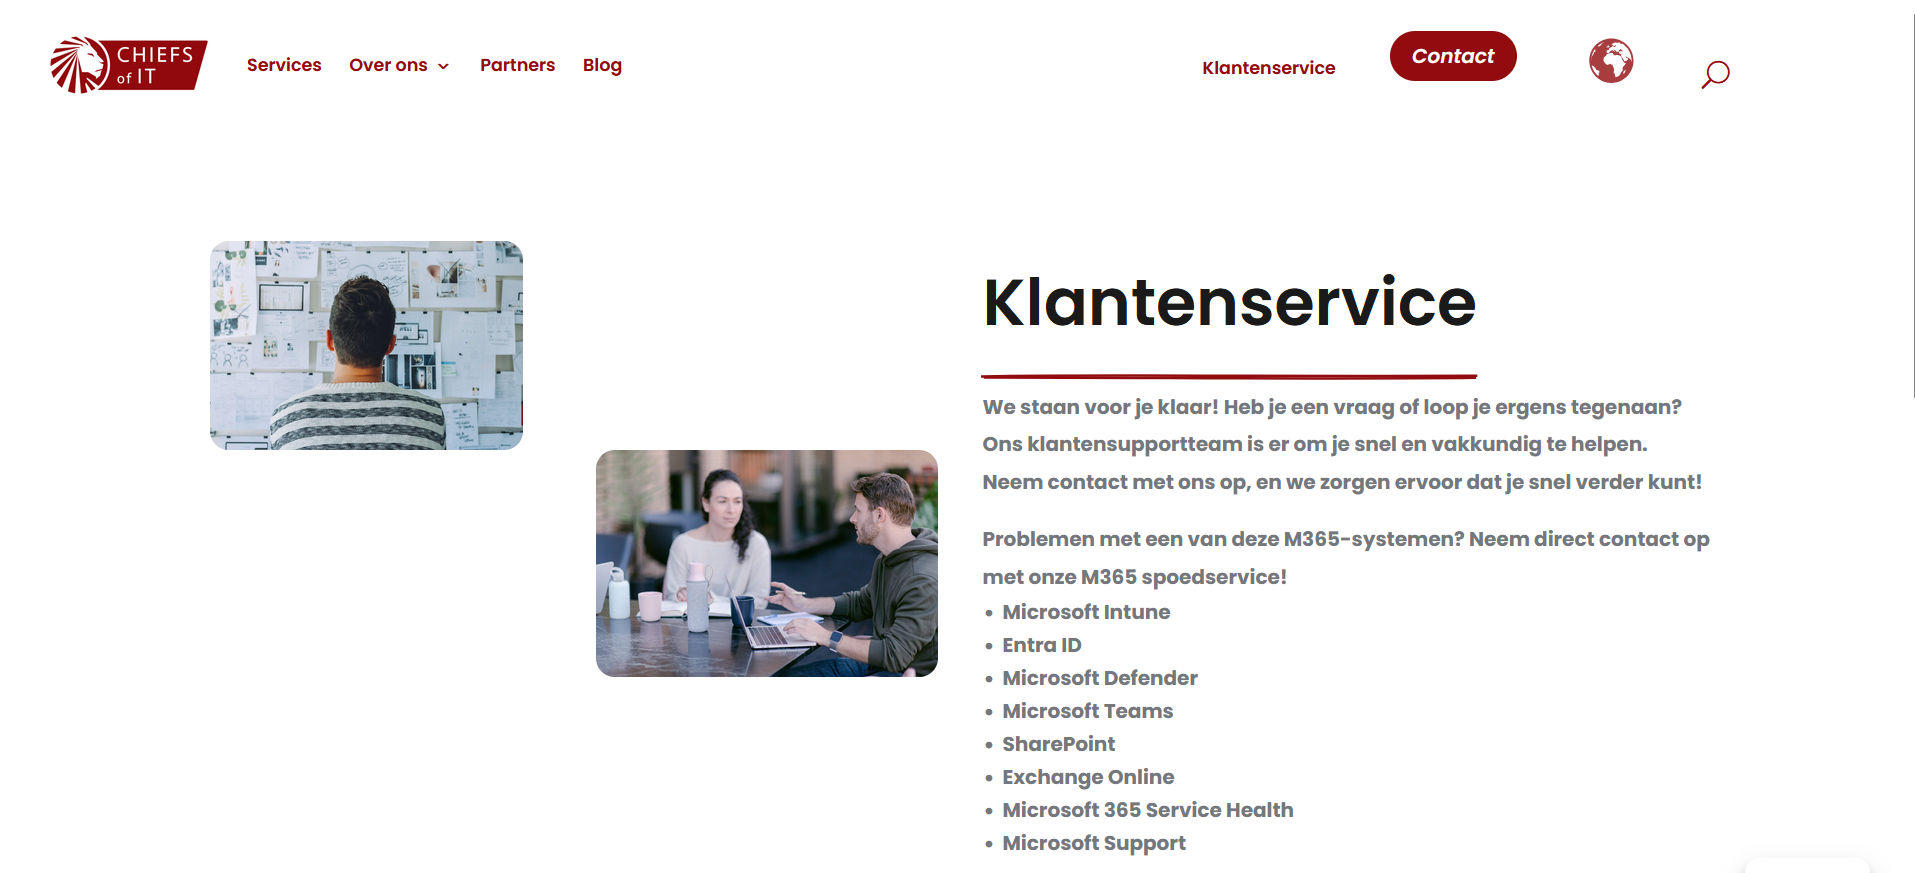 CHIEFS
of IT
Services
Over ons
Partners
Blog
Klantenservice
Contact
Klantenservice
We staan voor je klaar! Heb je een vraag of loop je ergens tegenaan?
Ons klantensupportteam is er om je snel en vakkundig te helpen.
Neem contact met ons op, en we zorgen ervoor dat je snel verder kunt!
Problemen met een van deze M365-systemen? Neem direct contact op
met onze M365 spoedservice!
• Microsoft Intune
• Entra ID
• Microsoft Defender
• Microsoft Teams
• SharePoint
• Exchange Online
• Microsoft 365 Service Health
• Microsoft Support